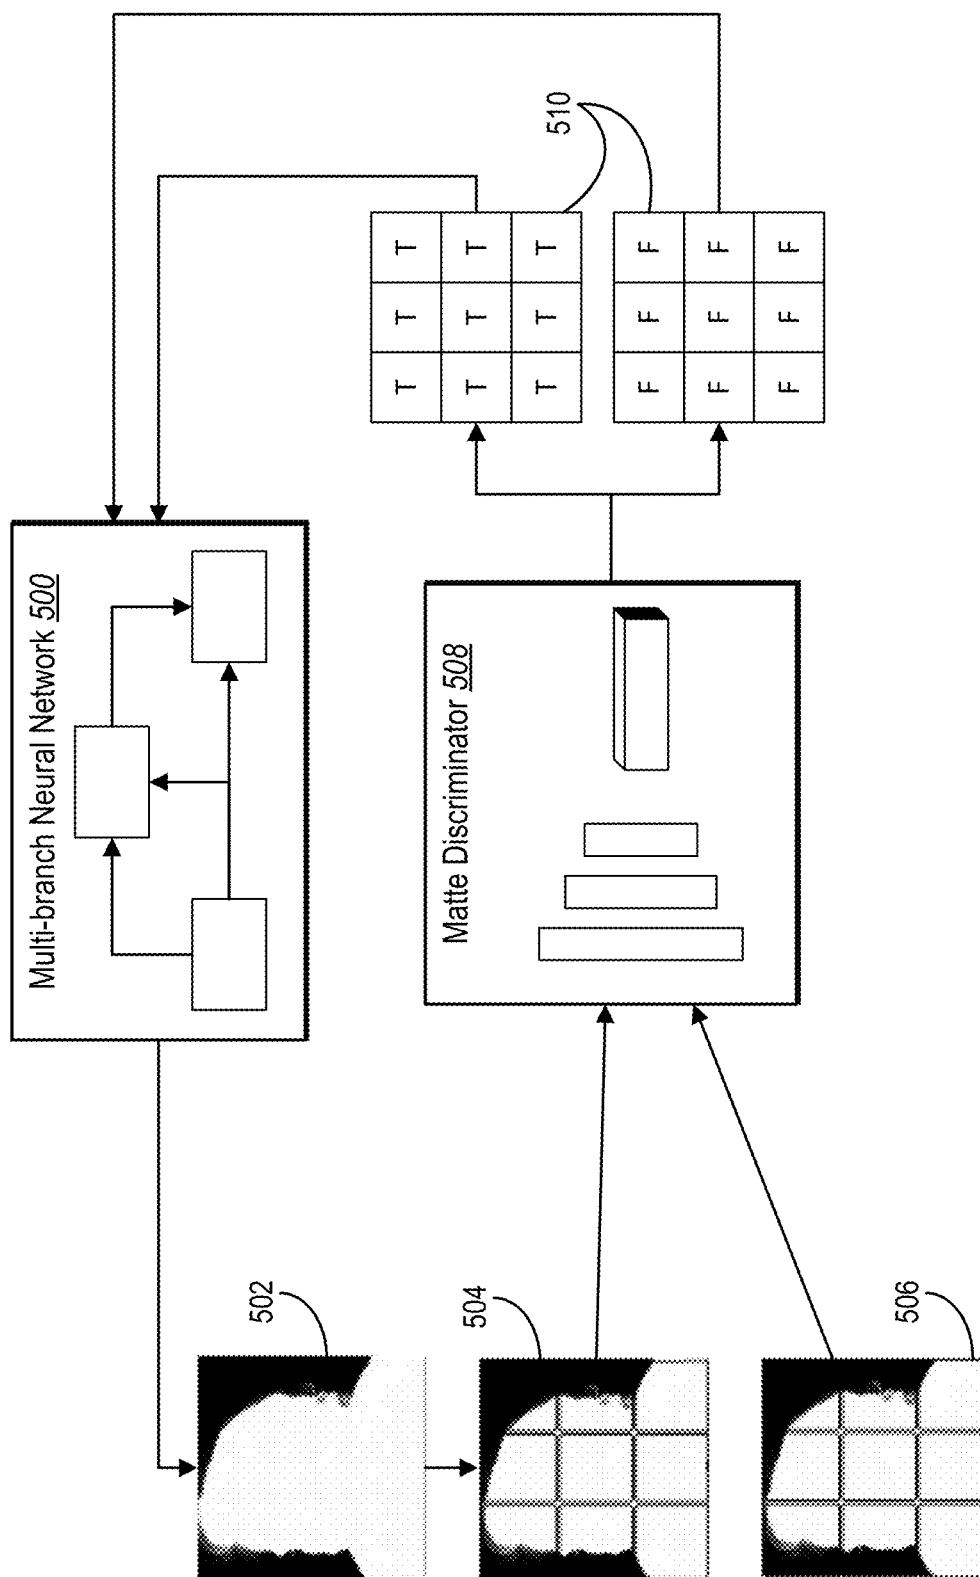 Multi-branch Neural Network 500
502
504
506
Matte Discriminator 508
T T T
T T T
T T T
F F F
F F F
F F F
510